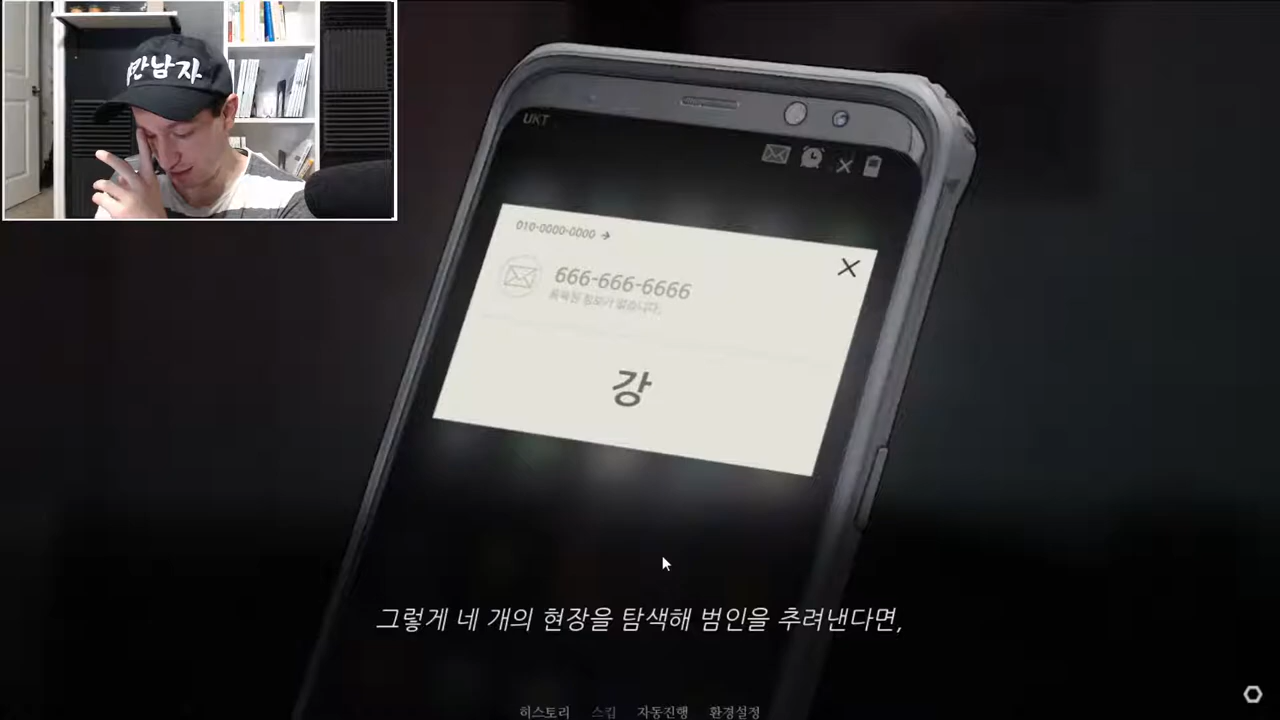 반남자
UKT
010-0000-0000 →
666-666-6666
등록된 정보가 없습니다.
강
그렇게 네 개의 현장을 탐색해 범인을 추려낸다면,
히스토리 스킵 자동진행 환경설정